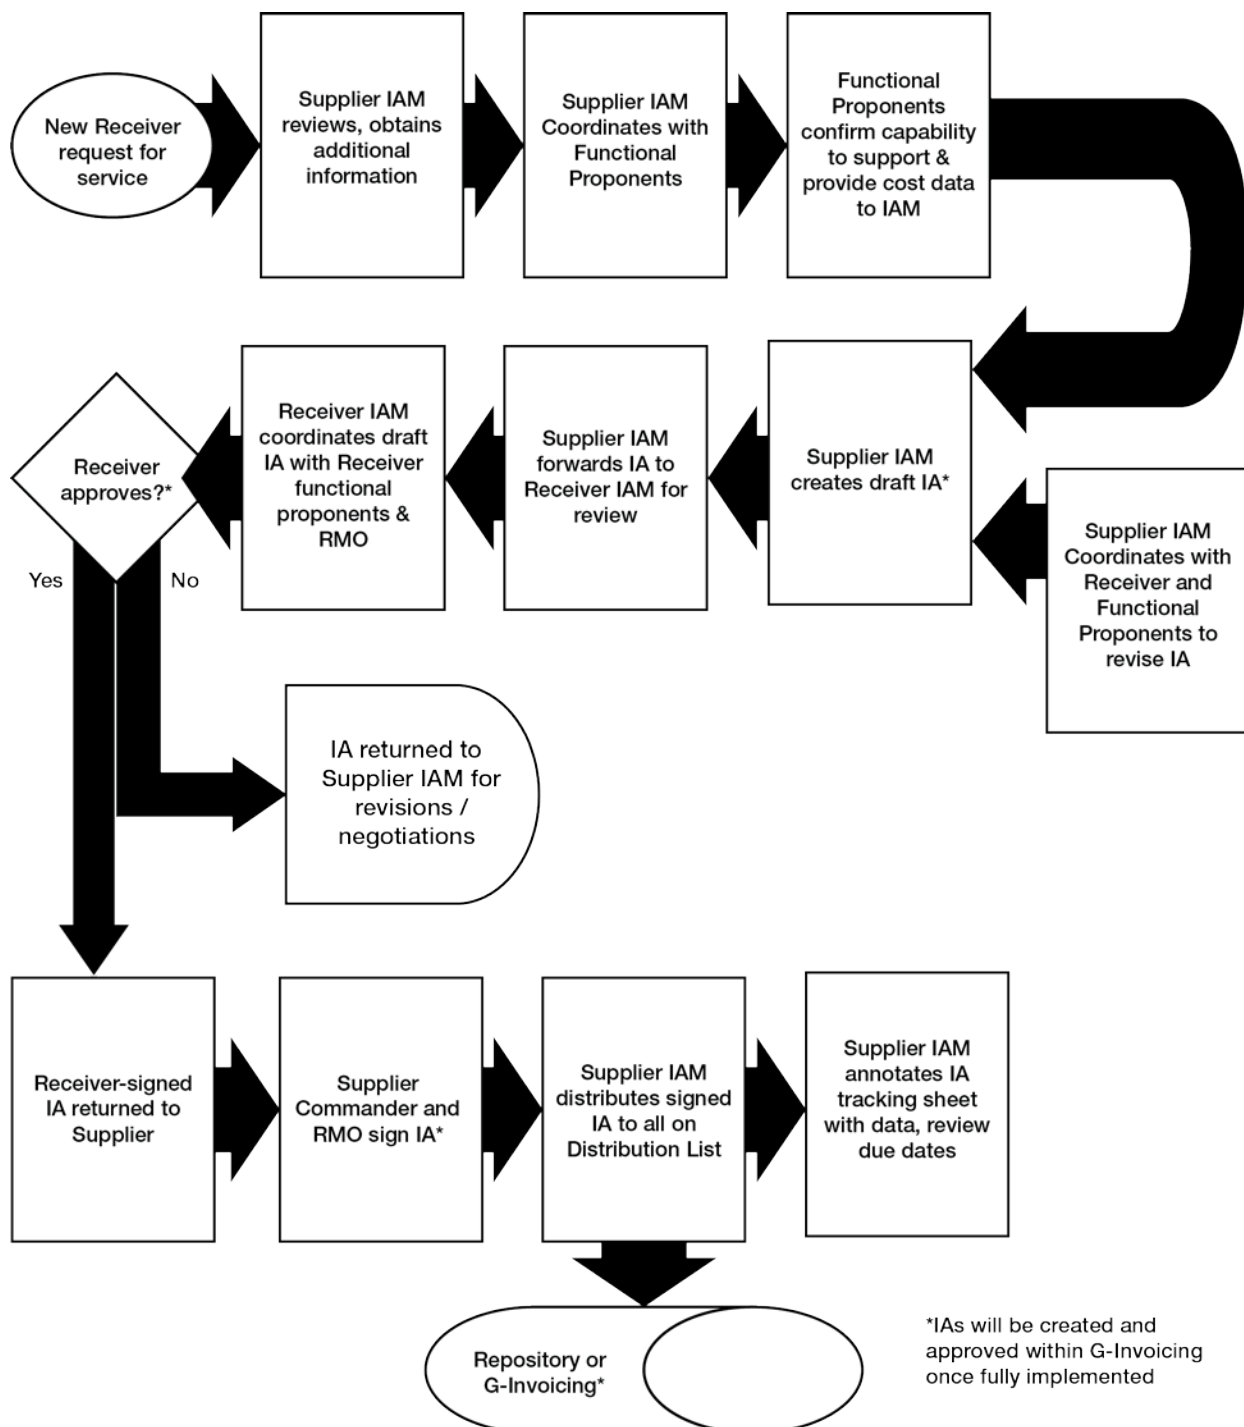 New Receiver
request for
service
Supplier IAM
reviews, obtains
additional
information
Supplier IAM
Coordinates with
Functional
Proponents
Functional
Proponents
confirm capability
to support &
provide cost data
to IAM
Receiver
approves?*
Receiver IAM
coordinates draft
IA with Receiver
functional
proponents &
RMO
Supplier IAM
forwards IA to
Receiver IAM for
review
Supplier IAM
creates draft IA*
Supplier IAM
Coordinates with
Receiver and
Functional
Proponents to
revise IA
Yes
No
IA returned to
Supplier IAM for
revisions /
negotiations
Receiver-signed
IA returned to
Supplier
Supplier
Commander and
RMO sign IA*
Supplier IAM
distributes signed
IA to all on
Distribution List
Supplier IAM
annotates IA
tracking sheet
with data, review
due dates
Repository or
G-Invoicing*
*IAs will be created and
approved within G-Invoicing
once fully implemented